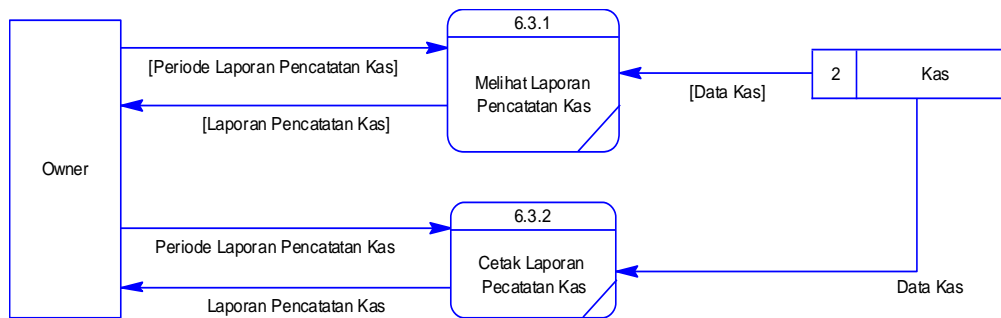 6.3.1
[Periode Laporan Pencatatan Kas]
Melihat Laporan
Pencatatan Kas
2
Kas
[Data Kas]
[Laporan Pencatatan Kas]
Owner
6.3.2
Periode Laporan Pencatatan Kas
Cetak Laporan
Pecatatan Kas
Data Kas
Laporan Pencatatan Kas